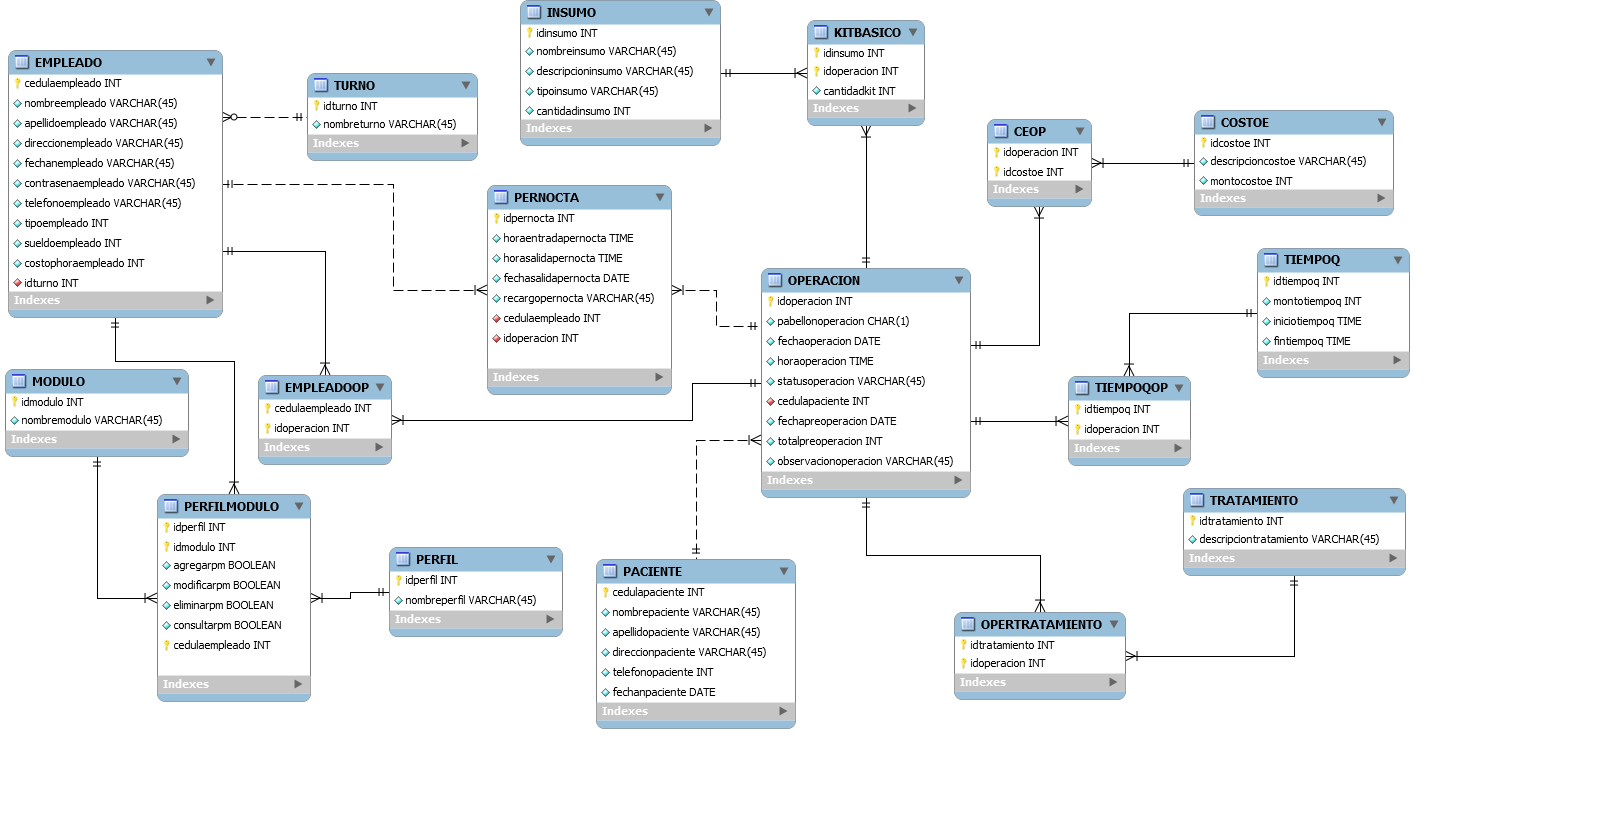 EMPLEADO
cedulaempleado INT
nombreempleado VARCHAR(45)
apellidoempleado VARCHAR(45)
direccionempleado VARCHAR(45)
fechanempleado VARCHAR(45)
contrasenaempleado VARCHAR(45)
telefonoempleado VARCHAR(45)
tipoempleado INT
sueldoempleado INT
costophoraempleado INT
idturno INT
Indexes
TURNO
idturno INT
nombreturno VARCHAR(45)
Indexes
INSUMO
idinsumo INT
nombreinsumo VARCHAR(45)
descripcioninsumo VARCHAR(45)
tipoinsumo VARCHAR(45)
cantidadinsumo INT
Indexes
KITBASICO
idinsumo INT
idoperacion INT
cantidadkit INT
Indexes
CEOP
idoperacion INT
idcostoe INT
Indexes
COSTOE
idcostoe INT
descripcioncostoe VARCHAR(45)
montocostoe INT
Indexes
PERNOCTA
idpernocta INT
horaentradapernocta TIME
horasalidapernocta TIME
fechasalidapernocta DATE
recargopernocta VARCHAR(45)
cedulaempleado INT
idoperacion INT
Indexes
OPERACION
idoperacion INT
pabellonoperacion CHAR(1)
fechaoperacion DATE
horaoperacion TIME
statusoperacion VARCHAR(45)
cedulapaciente INT
fechapreoperacion DATE
totalpreoperacion INT
observacionoperacion VARCHAR(45)
Indexes
TIEMPOQ
idtiempoq INT
montotiempoq INT
iniciotiempoq TIME
fintiempoq TIME
Indexes
MODULO
idmodulo INT
nombremodulo VARCHAR(45)
Indexes
EMPLEADOOP
cedulaempleado INT
idoperacion INT
Indexes
TIEMPOQOP
idtiempoq INT
idoperacion INT
Indexes
PERFILMODULO
idperfil INT
idmodulo INT
agregarpm BOOLEAN
modificarpm BOOLEAN
eliminarpm BOOLEAN
consultarpm BOOLEAN
cedulaempleado INT
Indexes
PERFIL
idperfil INT
nombreperfil VARCHAR(45)
Indexes
PACIENTE
cedulapaciente INT
nombrepaciente VARCHAR(45)
apellidopaciente VARCHAR(45)
direccionpaciente VARCHAR(45)
telefonopaciente INT
fechanpaciente DATE
Indexes
TRATAMIENTO
idtratamiento INT
descripciontratamiento VARCHAR(45)
Indexes
OPERTRATAMIENTO
idtratamiento INT
idoperacion INT
Indexes